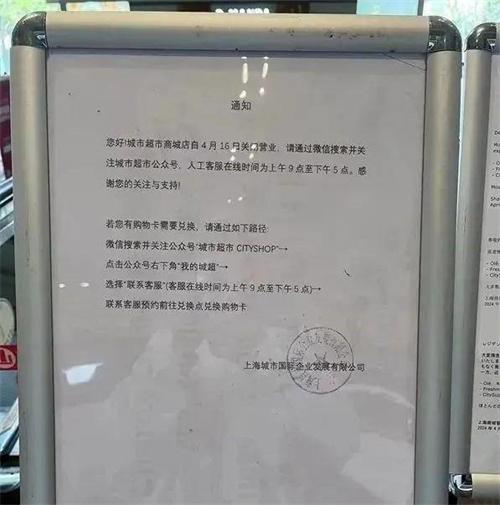 通知
您好!城市超市商城店自4月16日关闭营业，请通过微信搜索并关
注城市超市公众号，人工客服在线时间为上午9点至下午5点。感
谢您的关注与支持!
若您有购物卡需要兑换，请通过如下路径:
微信搜索并关注公众号"城市超市 CITYSHOP"→
点击公众号右下角"我的城超"→
选择"联系客服"(客服在线时间为上午9点至下午5点)→
联系客服预约前往兑换点兑换购物卡
上海城市国际企业发展有限公司